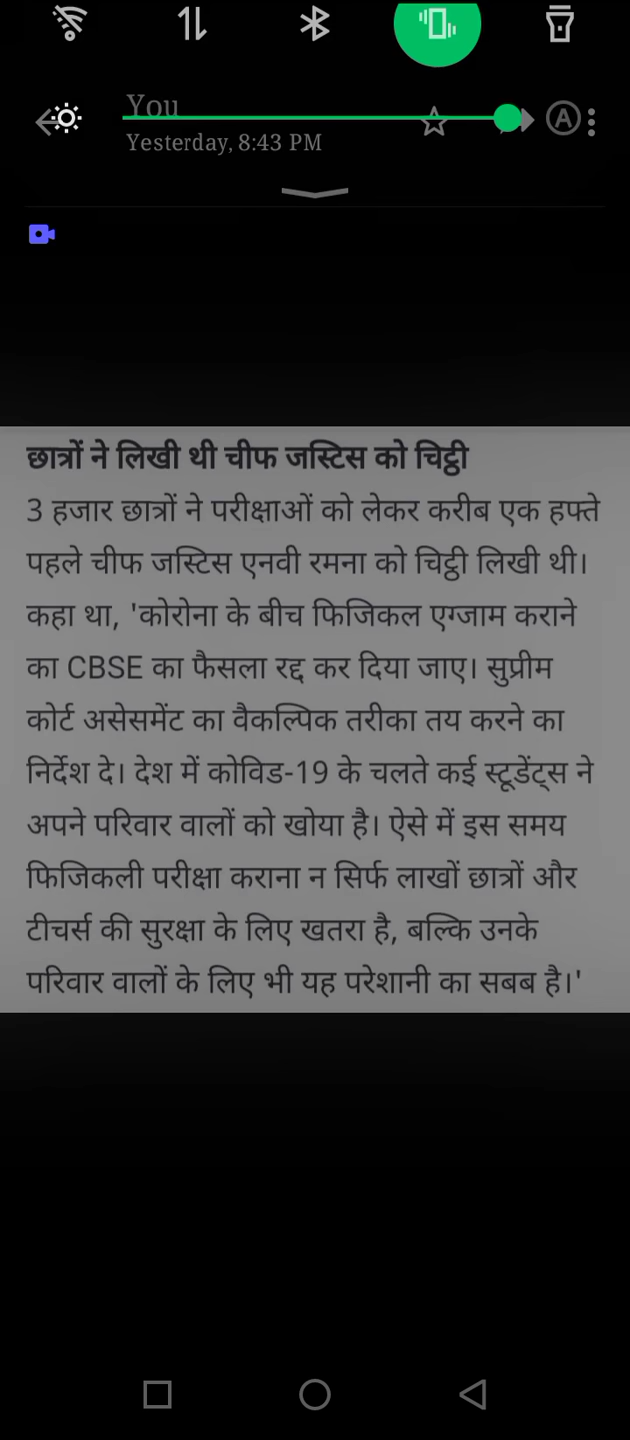 You
Yesterday, 8:43 PM
A
छात्रों ने लिखी थी चीफ जस्टिस को चिट्ठी
3 हजार छात्रों ने परीक्षाओं को लेकर करीब एक हफ्ते
पहले चीफ जस्टिस एनवी रमना को चिट्ठी लिखी थी।
कहा था, 'कोरोना के बीच फिजिकल एग्जाम कराने
का CBSE का फैसला रद्द कर दिया जाए। सुप्रीम
कोर्ट असेसमेंट का वैकल्पिक तरीका तय करने का
निर्देश दे। देश में कोविड-19 के चलते कई स्टूडेंट्स ने
अपने परिवार वालों को खोया है। ऐसे में इस समय
फिजिकली परीक्षा कराना न सिर्फ लाखों छात्रों और
टीचर्स की सुरक्षा के लिए खतरा है, बल्कि उनके
परिवार वालों के लिए भी यह परेशानी का सबब है।'